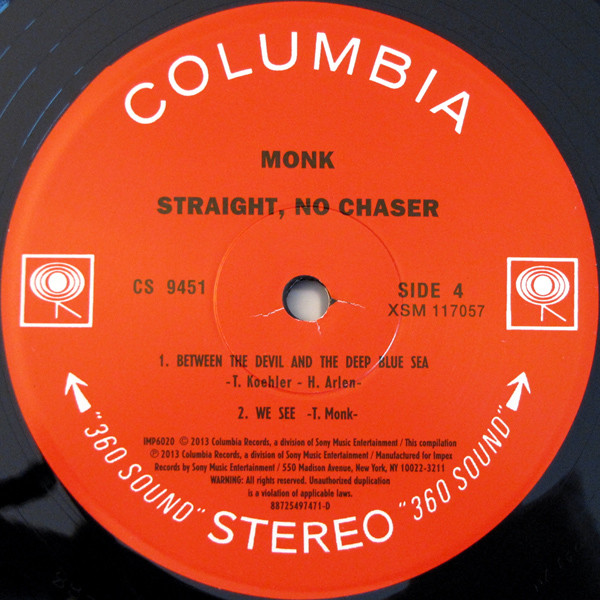 COLUMBIA
MONK
STRAIGHT, NO CHASER
CS 9451
SIDE 4
XSM 117057
1. BETWEEN THE DEVIL AND THE DEEP BLUE SEA
-T. Koehler - H. Arlen-
2. WE SEE -T. Monk-
IMP6020 © 2013 Columbia Records, a division of Sony Music Entertainment / This compilation
℗ 2013 Columbia Records, a division of Sony Music Entertainment / Manufactured for Impex
Records by Sony Music Entertainment / 550 Madison Avenue, New York, NY 10022-3211
WARNING: All rights reserved. Unauthorized duplication
is a violation of applicable laws.
88725497471-D
"360 SOUND" STEREO "360 SOUND"